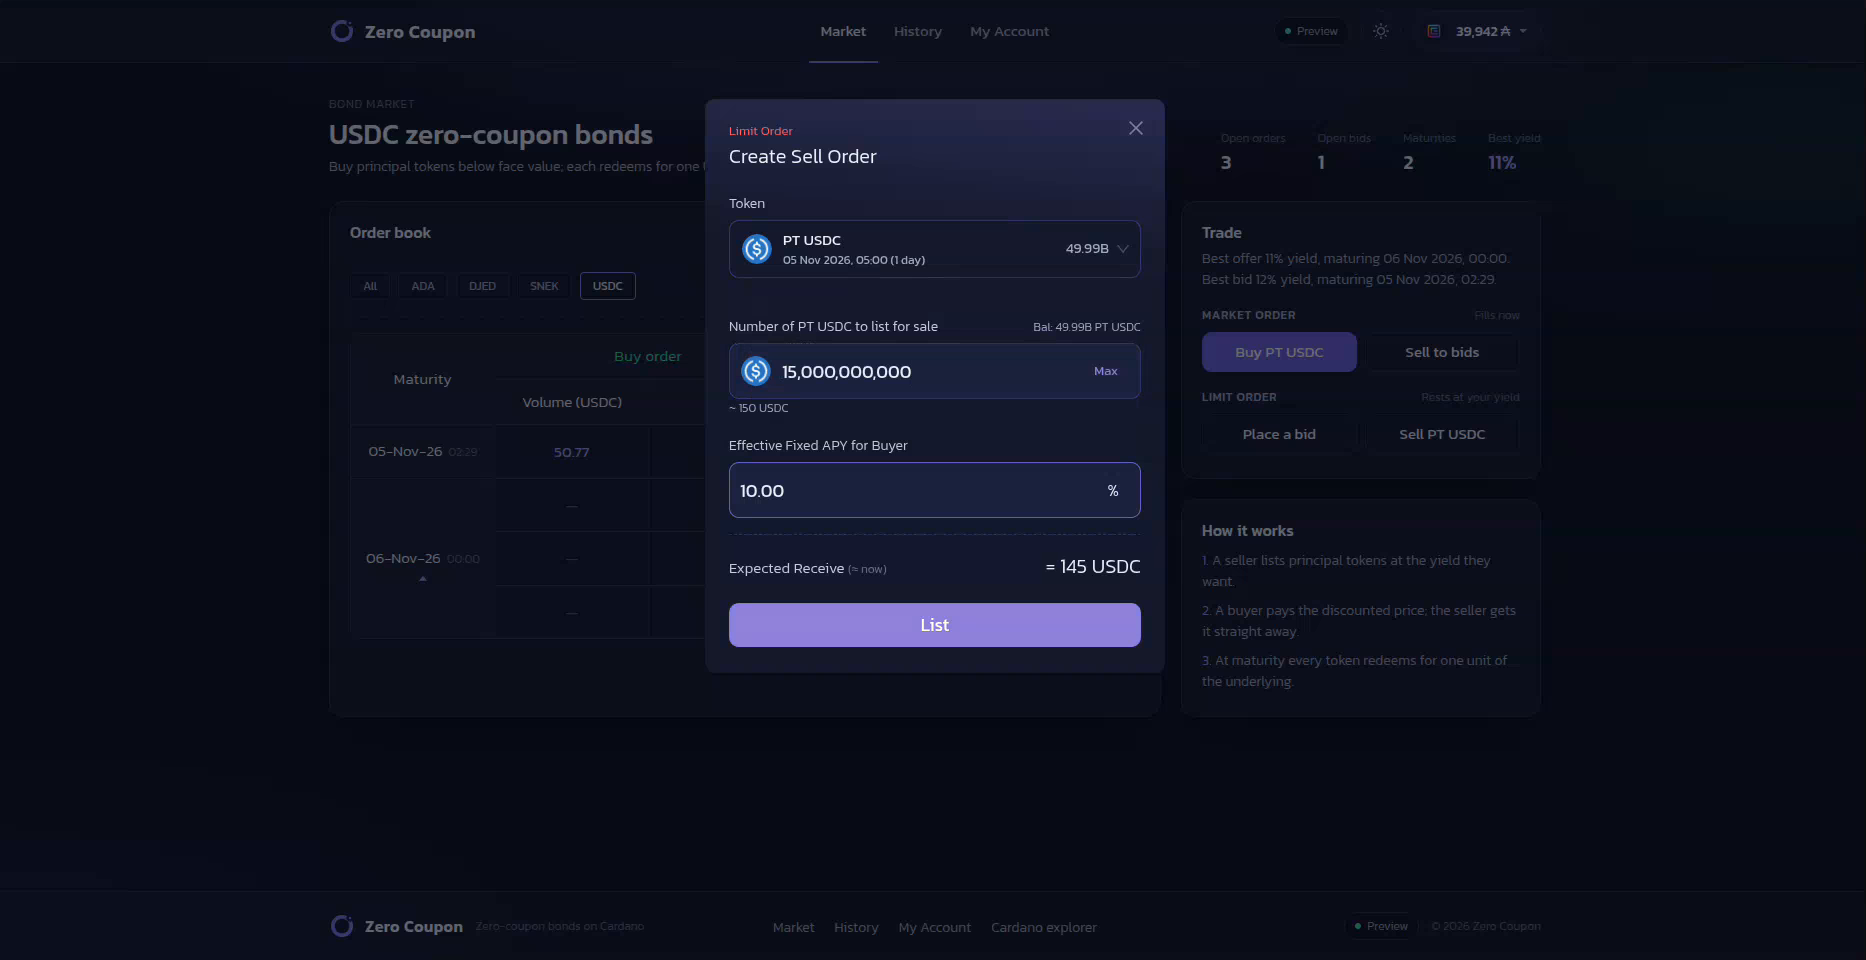 Zero Coupon
Market
History
My Account
Preview
39,942 ₳
BOND MARKET
USDC zero-coupon bonds
Buy principal tokens below face value; each redeems for one
Open orders
3
Open bids
1
Maturities
2
Best yield
11%
Order book
All
ADA
DJED
SNEK
USDC
Buy order
Maturity
Volume (USDC)
05-Nov-26 02:29
50.77
—
06-Nov-26 00:00
—
—
Limit Order
Create Sell Order
Token
PT USDC
05 Nov 2026, 05:00 (1 day)
49.99B
Number of PT USDC to list for sale
Bal: 49.99B PT USDC
15,000,000,000
Max
~ 150 USDC
Effective Fixed APY for Buyer
10.00
%
Expected Receive (≈ now)
= 145 USDC
List
Trade
Best offer 11% yield, maturing 06 Nov 2026, 00:00.
Best bid 12% yield, maturing 05 Nov 2026, 02:29.
MARKET ORDER
Fills now
Buy PT USDC
Sell to bids
LIMIT ORDER
Rests at your yield
Place a bid
Sell PT USDC
How it works
1. A seller lists principal tokens at the yield they
want.
2. A buyer pays the discounted price; the seller gets
it straight away.
3. At maturity every token redeems for one unit of
the underlying.
Zero Coupon
Zero-coupon bonds on Cardano
Market
History
My Account
Cardano explorer
Preview
© 2026 Zero Coupon